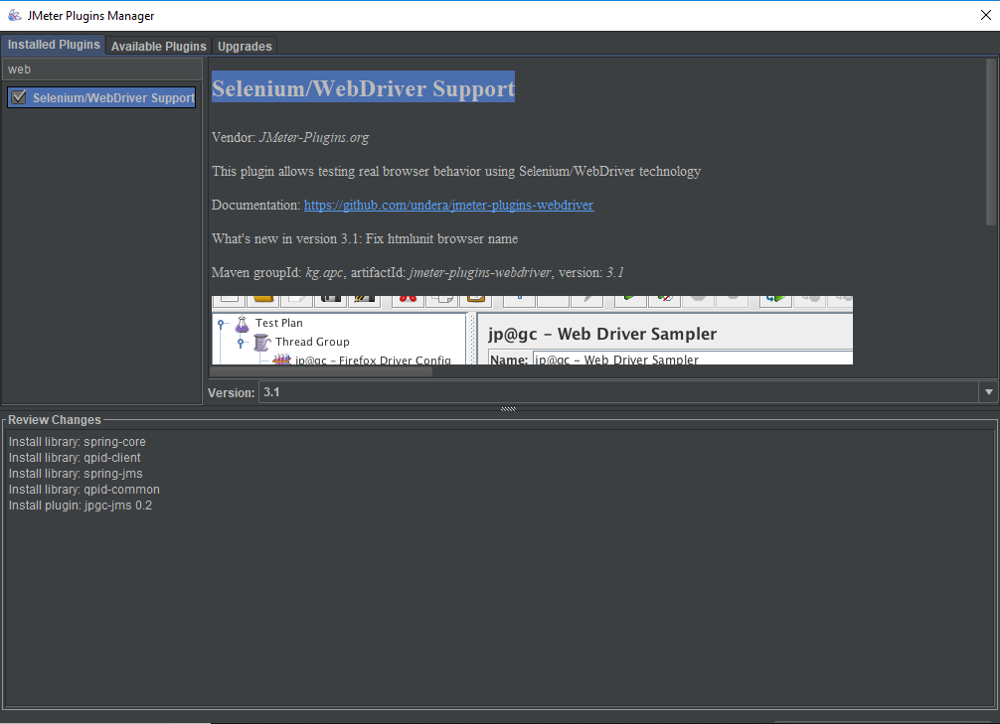 JMeter Plugins Manager
Installed Plugins Available Plugins Upgrades
web
Selenium/WebDriver Support
Selenium/WebDriver Support
Vendor: JMeter-Plugins.org
This plugin allows testing real browser behavior using Selenium/WebDriver technology
Documentation: https://github.com/undera/jmeter-plugins-webdriver
What's new in version 3.1: Fix htmlunit browser name
Maven groupId: kg.apc, artifactId: jmeter-plugins-webdriver, version: 3.1
Test Plan
Thread Group
jp@gc - Firefox Driver Config
jp@gc - Web Driver Sampler
Name: jp@gc - Web Driver Sampler
Version: 3.1
Review Changes
Install library: spring-core
Install library: qpid-client
Install library: spring-jms
Install library: qpid-common
Install plugin: jpgc-jms 0.2